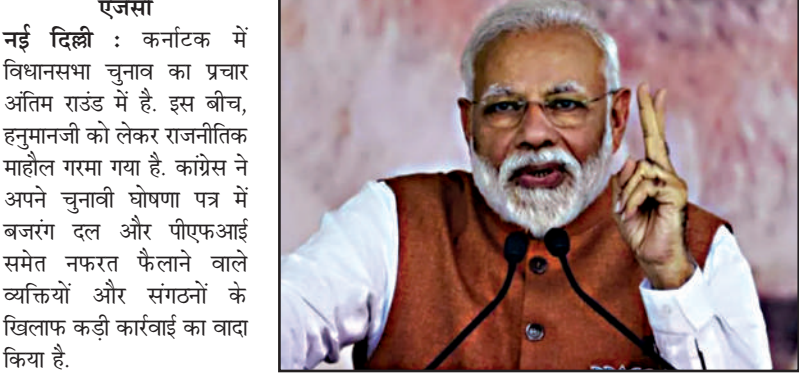 एजेंसी
नई दिल्ली : कर्नाटक में
विधानसभा चुनाव का प्रचार
अंतिम राउंड में है. इस बीच,
हनुमानजी को लेकर राजनीतिक
माहौल गरमा गया है. कांग्रेस ने
अपने चुनावी घोषणा पत्र में
बजरंग दल और पीएफआई
समेत नफरत फैलाने वाले
व्यक्तियों और संगठनों के
खिलाफ कड़ी कार्रवाई का वादा
किया है.